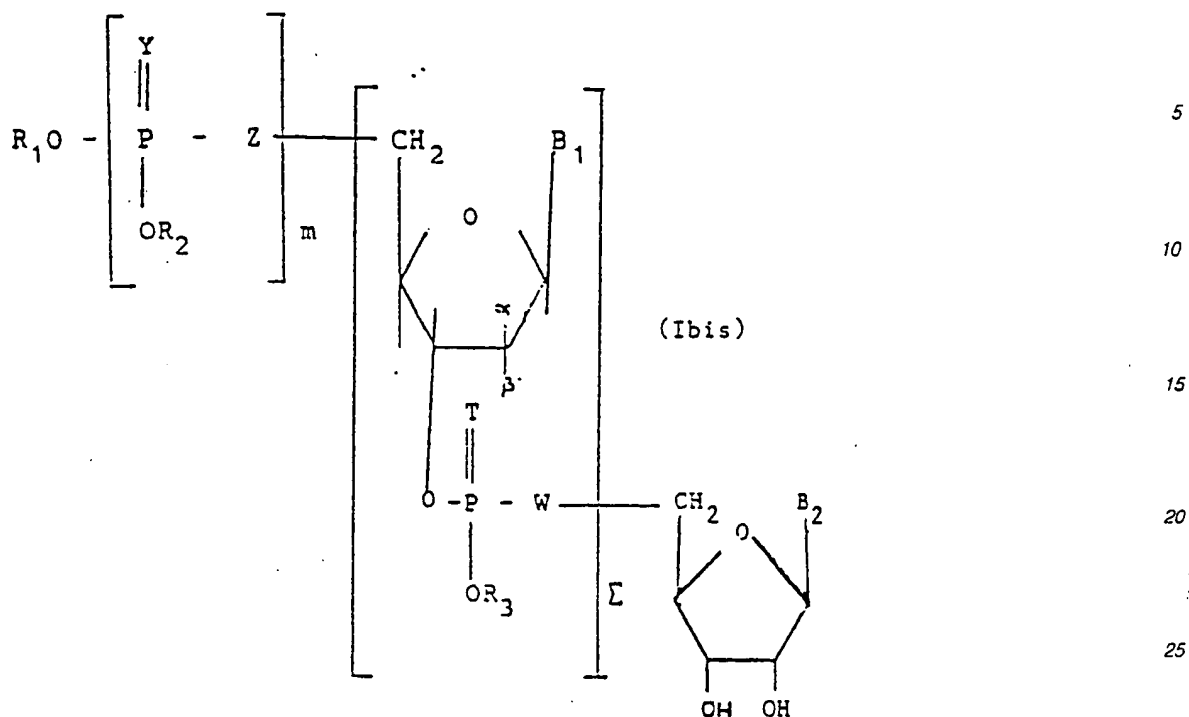 Y 5
R₁O - P - Z CH₂ B₁
OR₂ m O 10
α
(Ibis)
β 15
T
O - P - W CH₂ B₂ 20
O
OR₃ Σ
25
OH OH